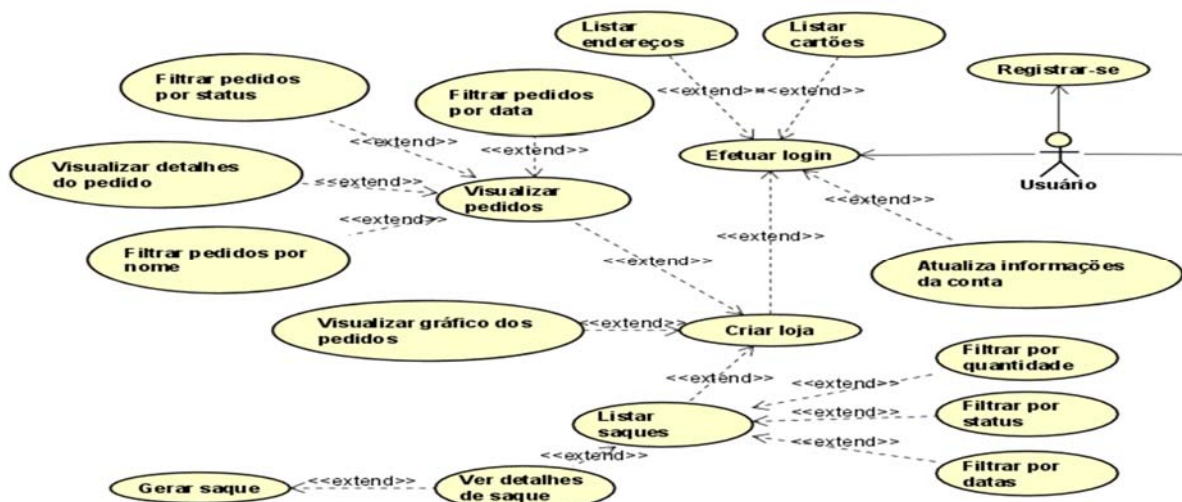 Listar
endereços
Listar
cartões
Registrar-se
Filtrar pedidos
por status
Filtrar pedidos
por data
<<extend>>
<<extend>>
<<extend>>
<<extend>>
Efetuar login
Usuário
Visualizar detalhes
do pedido
<<extend>>
Visualizar
pedidos
<<extend>>
Filtrar pedidos por
nome
<<extend>>
<<extend>>
<<extend>>
Atualiza informações
da conta
Visualizar gráfico dos
pedidos
<<extend>>
Criar loja
Filtrar por
quantidade
<<extend>>
<<extend>>
Listar
saques
<<extend>>
Filtrar por
status
<<extend>>
Filtrar por
datas
<<extend>>
Gerar saque
<<extend>>
Ver detalhes
de saque